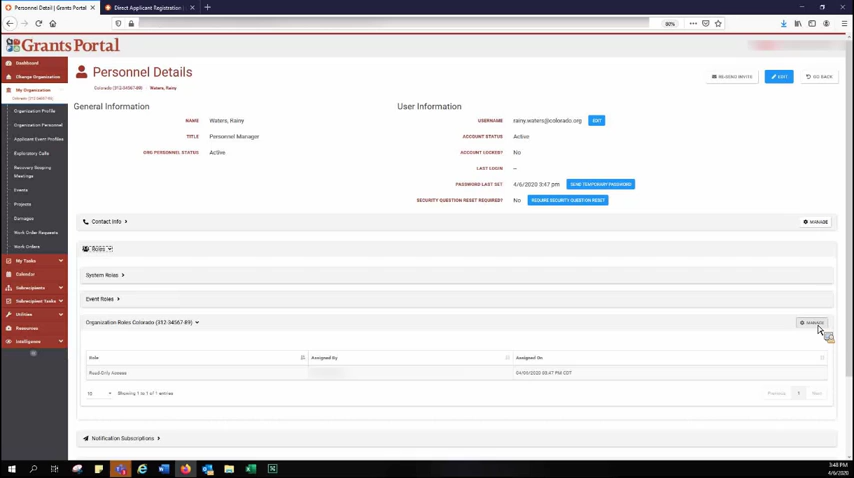 Personnel Detail | Grants Portal
Direct Applicant Registration |
80%
Grants Portal
Dashboard
Change Organization
My Organization
Colorado (312-34567-89)
Organization Profile
Organization Personnel
Applicant Event Profiles
Exploratory Calls
Recovery Scoping
Meetings
Events
Projects
Damages
Work Order Requests
Work Orders
My Tasks
Calendar
Subrecipients
Subrecipient Tasks
Utilities
Resources
Intelligence
Personnel Details
Colorado (312-34567-89) Waters, Rainy
RE-SEND INVITE
EDIT
GO BACK
General Information
NAME Waters, Rainy
TITLE Personnel Manager
ORG PERSONNEL STATUS Active
User Information
USERNAME rainy.waters@colorado.org EDIT
ACCOUNT STATUS Active
ACCOUNT LOCKED? No
LAST LOGIN --
PASSWORD LAST SET 4/6/2020 3:47 pm SEND TEMPORARY PASSWORD
SECURITY QUESTION RESET REQUIRED? No REQUIRE SECURITY QUESTION RESET
Contact Info
MANAGE
Roles
System Roles
Event Roles
Organization Roles Colorado (312-34567-89)
MANAGE
Role Assigned By Assigned On
Read-Only Access 04/06/2020 03:47 PM CDT
10 Showing 1 to 1 of 1 entries
Previous 1 Next
Notification Subscriptions
3:48 PM
4/6/2020